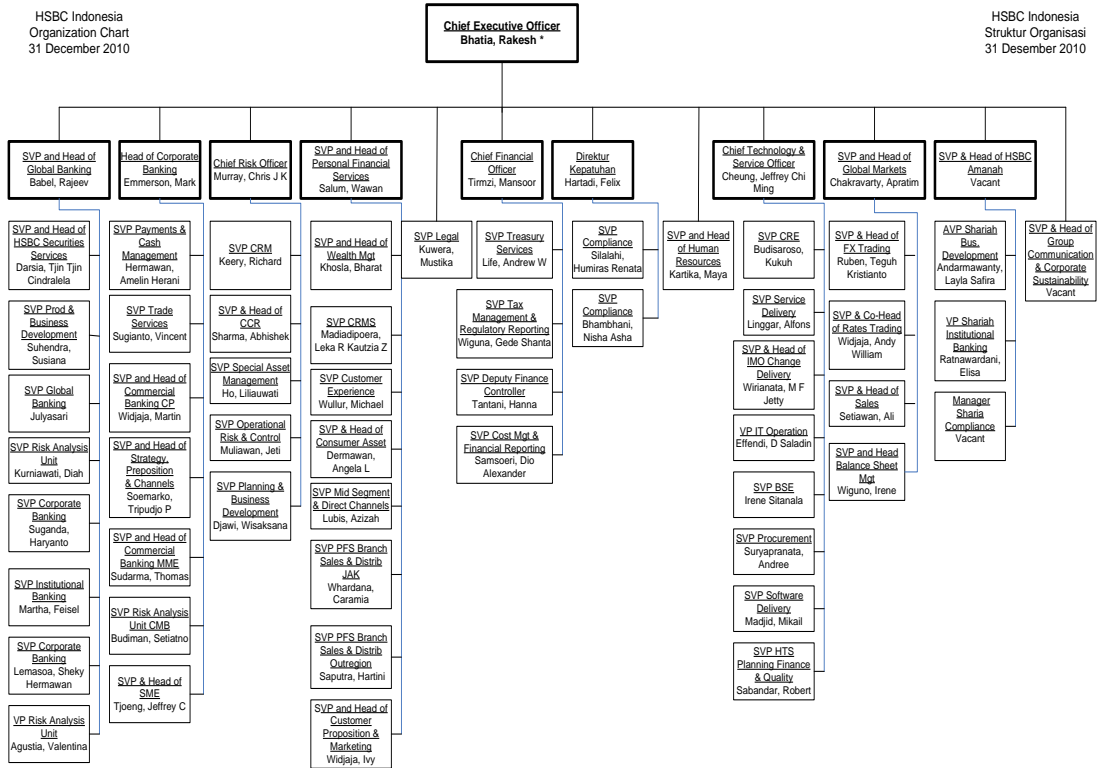 HSBC Indonesia
Organization Chart
31 December 2010
Chief Executive Officer
Bhatia, Rakesh *
HSBC Indonesia
Struktur Organisasi
31 Desember 2010
SVP and Head of
Global Banking
Babel, Rajeev
Head of Corporate
Banking
Emmerson, Mark
Chief Risk Officer
Murray, Chris J K
SVP and Head of
Personal Financial
Services
Salum, Wawan
Chief Financial
Officer
Tirmzi, Mansoor
Direktur
Kepatuhan
Hartadi, Felix
Chief Technology &
Service Officer
Cheung, Jeffrey Chi
Ming
SVP and Head of
Global Markets
Chakravarty, Apratim
SVP & Head of HSBC
Amanah
Vacant
SVP and Head of
HSBC Securities
Services
Darsia, Tjin Tjin
Cindralela
SVP Prod &
Business
Development
Suhendra,
Susiana
SVP Global
Banking
Julyasari
SVP Risk Analysis
Unit
Kurniawati, Diah
SVP Corporate
Banking
Suganda,
Haryanto
SVP Institutional
Banking
Martha, Feisel
SVP Corporate
Banking
Lemasoa, Sheky
Hermawan
VP Risk Analysis
Unit
Agustia, Valentina
SVP Payments &
Cash
Management
Hermawan,
Amelin Herani
SVP Trade
Services
Sugianto, Vincent
SVP and Head of
Commercial
Banking CP
Widjaja, Martin
SVP and Head of
Strategy,
Preposition
& Channels
Soemarko,
Tripudjo P
SVP and Head of
Commercial
Banking MME
Sudarma, Thomas
SVP Risk Analysis
Unit CMB
Budiman, Setiatno
SVP & Head of
SME
Tjoeng, Jeffrey C
SVP CRM
Keery, Richard
SVP & Head of
CCR
Sharma, Abhishek
SVP Special Asset
Management
Ho, Liliauwati
SVP Operational
Risk & Control
Muliawan, Jeti
SVP Planning &
Business
Development
Djawi, Wisaksana
SVP and Head of
Wealth Mgt
Khosla, Bharat
SVP CRMS
Madiadipoera,
Leka R Kautzia Z
SVP Customer
Experience
Wullur, Michael
SVP & Head of
Consumer Asset
Dermawan,
Angela L
SVP Mid Segment
& Direct Channels
Lubis, Azizah
SVP PFS Branch
Sales & Distrib
JAK
Whardana,
Caramia
SVP PFS Branch
Sales & Distrib
Outregion
Saputra, Hartini
SVP and Head of
Customer
Proposition &
Marketing
Widjaja, Ivy
SVP Legal
Kuwera,
Mustika
SVP Treasury
Services
Life, Andrew W
SVP Tax
Management &
Regulatory Reporting
Wiguna, Gede Shanta
SVP Deputy Finance
Controller
Tantani, Hanna
SVP Cost Mgt &
Financial Reporting
Samsoeri, Dio
Alexander
SVP
Compliance
Silalahi,
Humiras Renata
SVP
Compliance
Bhambhani,
Nisha Asha
SVP and Head
of Human
Resources
Kartika, Maya
SVP CRE
Budisaroso,
Kukuh
SVP Service
Delivery
Linggar, Alfons
SVP & Head of
IMO Change
Delivery
Wirianata, M F
Jetty
VP IT Operation
Effendi, D Saladin
SVP BSE
Irene Sitanala
SVP Procurement
Suryapranata,
Andree
SVP Software
Delivery
Madjid, Mikail
SVP HTS
Planning Finance
& Quality
Sabandar, Robert
SVP & Head of
FX Trading
Ruben, Teguh
Kristianto
SVP & Co-Head
of Rates Trading
Widjaja, Andy
William
SVP & Head of
Sales
Setiawan, Ali
SVP and Head
Balance Sheet
Mgt
Wiguno, Irene
AVP Shariah Bus.
Development
Andarmawanty,
Layla Safira
VP Shariah
Institutional
Banking
Ratnawardani,
Elisa
Manager
Sharia
Compliance
Vacant
SVP & Head of
Group
Communication
& Corporate
Sustainability
Vacant